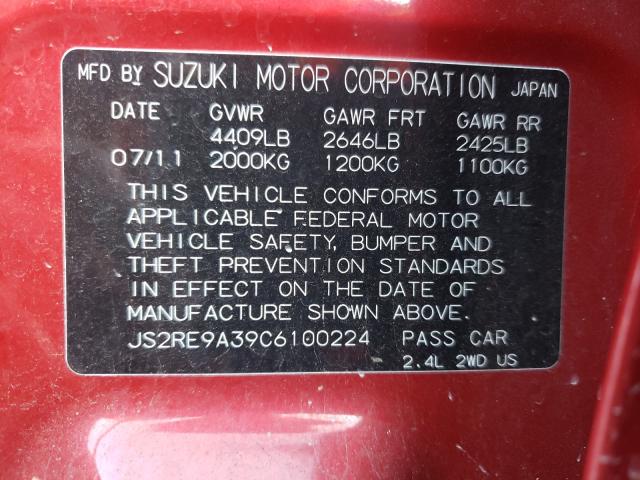 MFD BY SUZUKI MOTOR CORPORATION JAPAN
DATE GVWR GAWR FRT GAWR RR
4409LB 2646LB 2425LB
07/11 2000KG 1200KG 1100KG
THIS VEHICLE CONFORMS TO ALL
APPLICABLE FEDERAL MOTOR
VEHICLE SAFETY, BUMPER AND
THEFT PREVENTION STANDARDS
IN EFFECT ON THE DATE OF
MANUFACTURE SHOWN ABOVE.
JS2RE9A39C6100224 PASS CAR
2.4L 2WD US